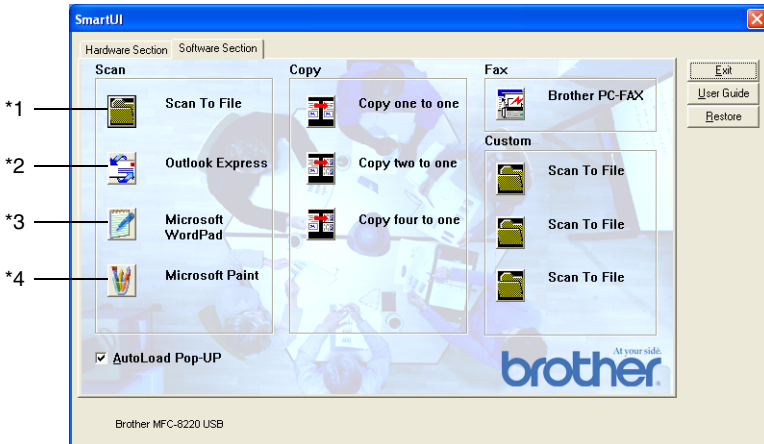 SmartUI
Hardware Section
Software Section
Scan
*1
Scan To File
*2
Outlook Express
*3
Microsoft
WordPad
*4
Microsoft Paint
Copy
Copy one to one
Copy two to one
Copy four to one
Fax
Brother PC-FAX
Custom
Scan To File
Scan To File
Scan To File
Exit
User Guide
Restore
AutoLoad Pop-UP
At your side.
brother
Brother MFC-8220 USB